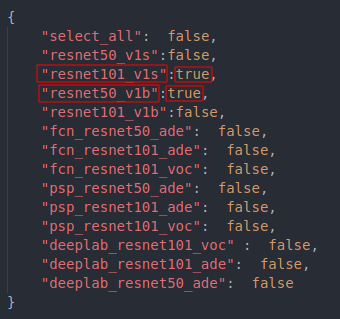 {
"select_all":  false,
"resnet50_v1s":false,
"resnet101_v1s":true,
"resnet50_v1b":true,
"resnet101_v1b":false,
"fcn_resnet50_ade":  false,
"fcn_resnet101_ade":  false,
"fcn_resnet101_voc":  false,
"psp_resnet50_ade":  false,
"psp_resnet101_ade":  false,
"psp_resnet101_voc":  false,
"deeplab_resnet101_voc" :  false,
"deeplab_resnet101_ade":  false,
"deeplab_resnet50_ade":  false
}